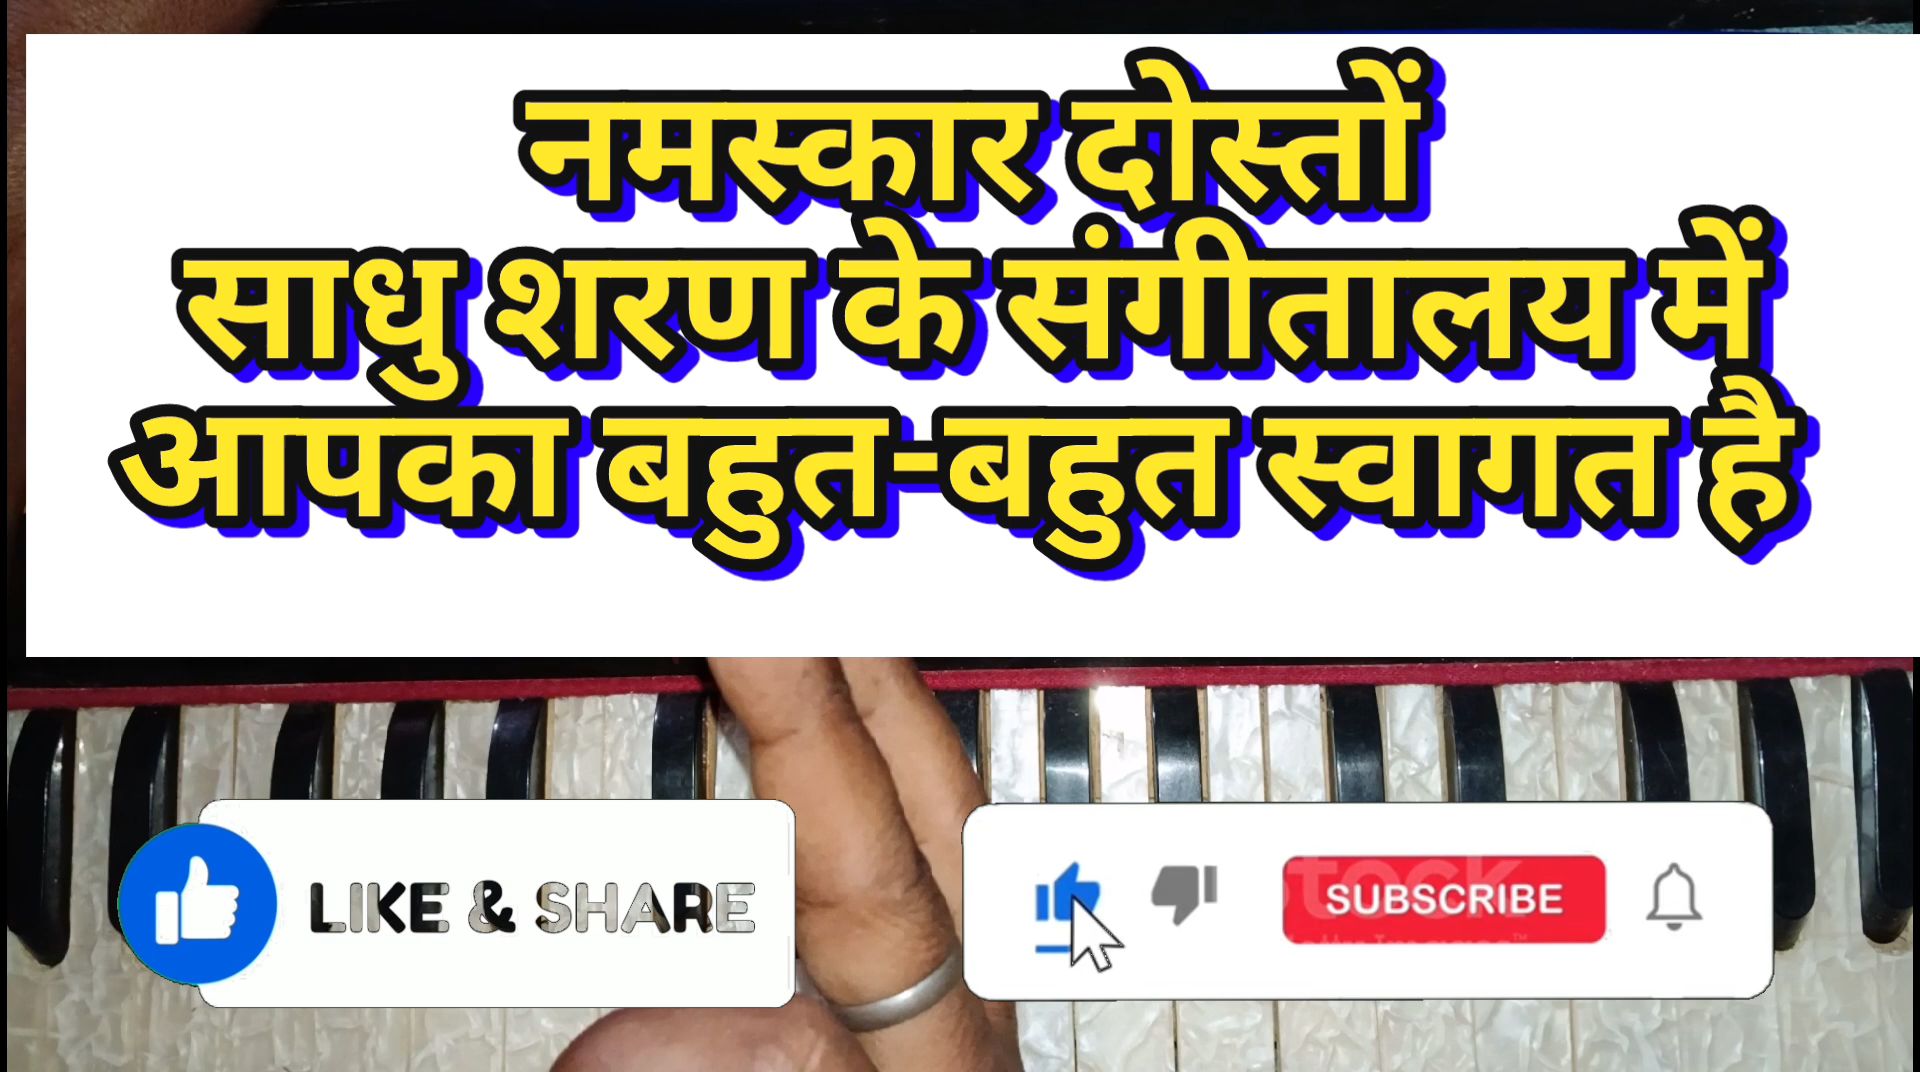 नमस्कार दोस्तों
साधु शरण के संगीतालय में
आपका बहुत-बहुत स्वागत है
LIKE & SHARE
SUBSCRIBE